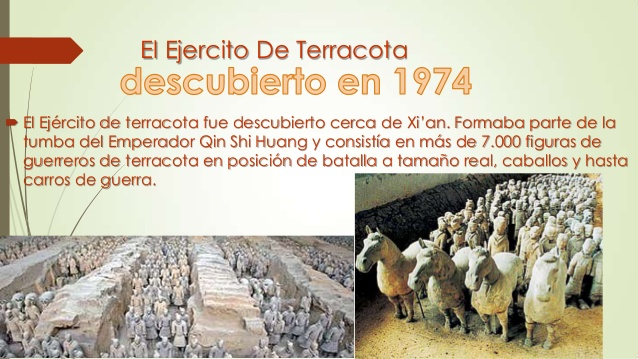 El Ejercito De Terracota
descubierto en 1974
El Ejército de terracota fue descubierto cerca de Xi’an. Formaba parte de la
tumba del Emperador Qin Shi Huang y consistía en más de 7.000 figuras de
guerreros de terracota en posición de batalla a tamaño real, caballos y hasta
carros de guerra.